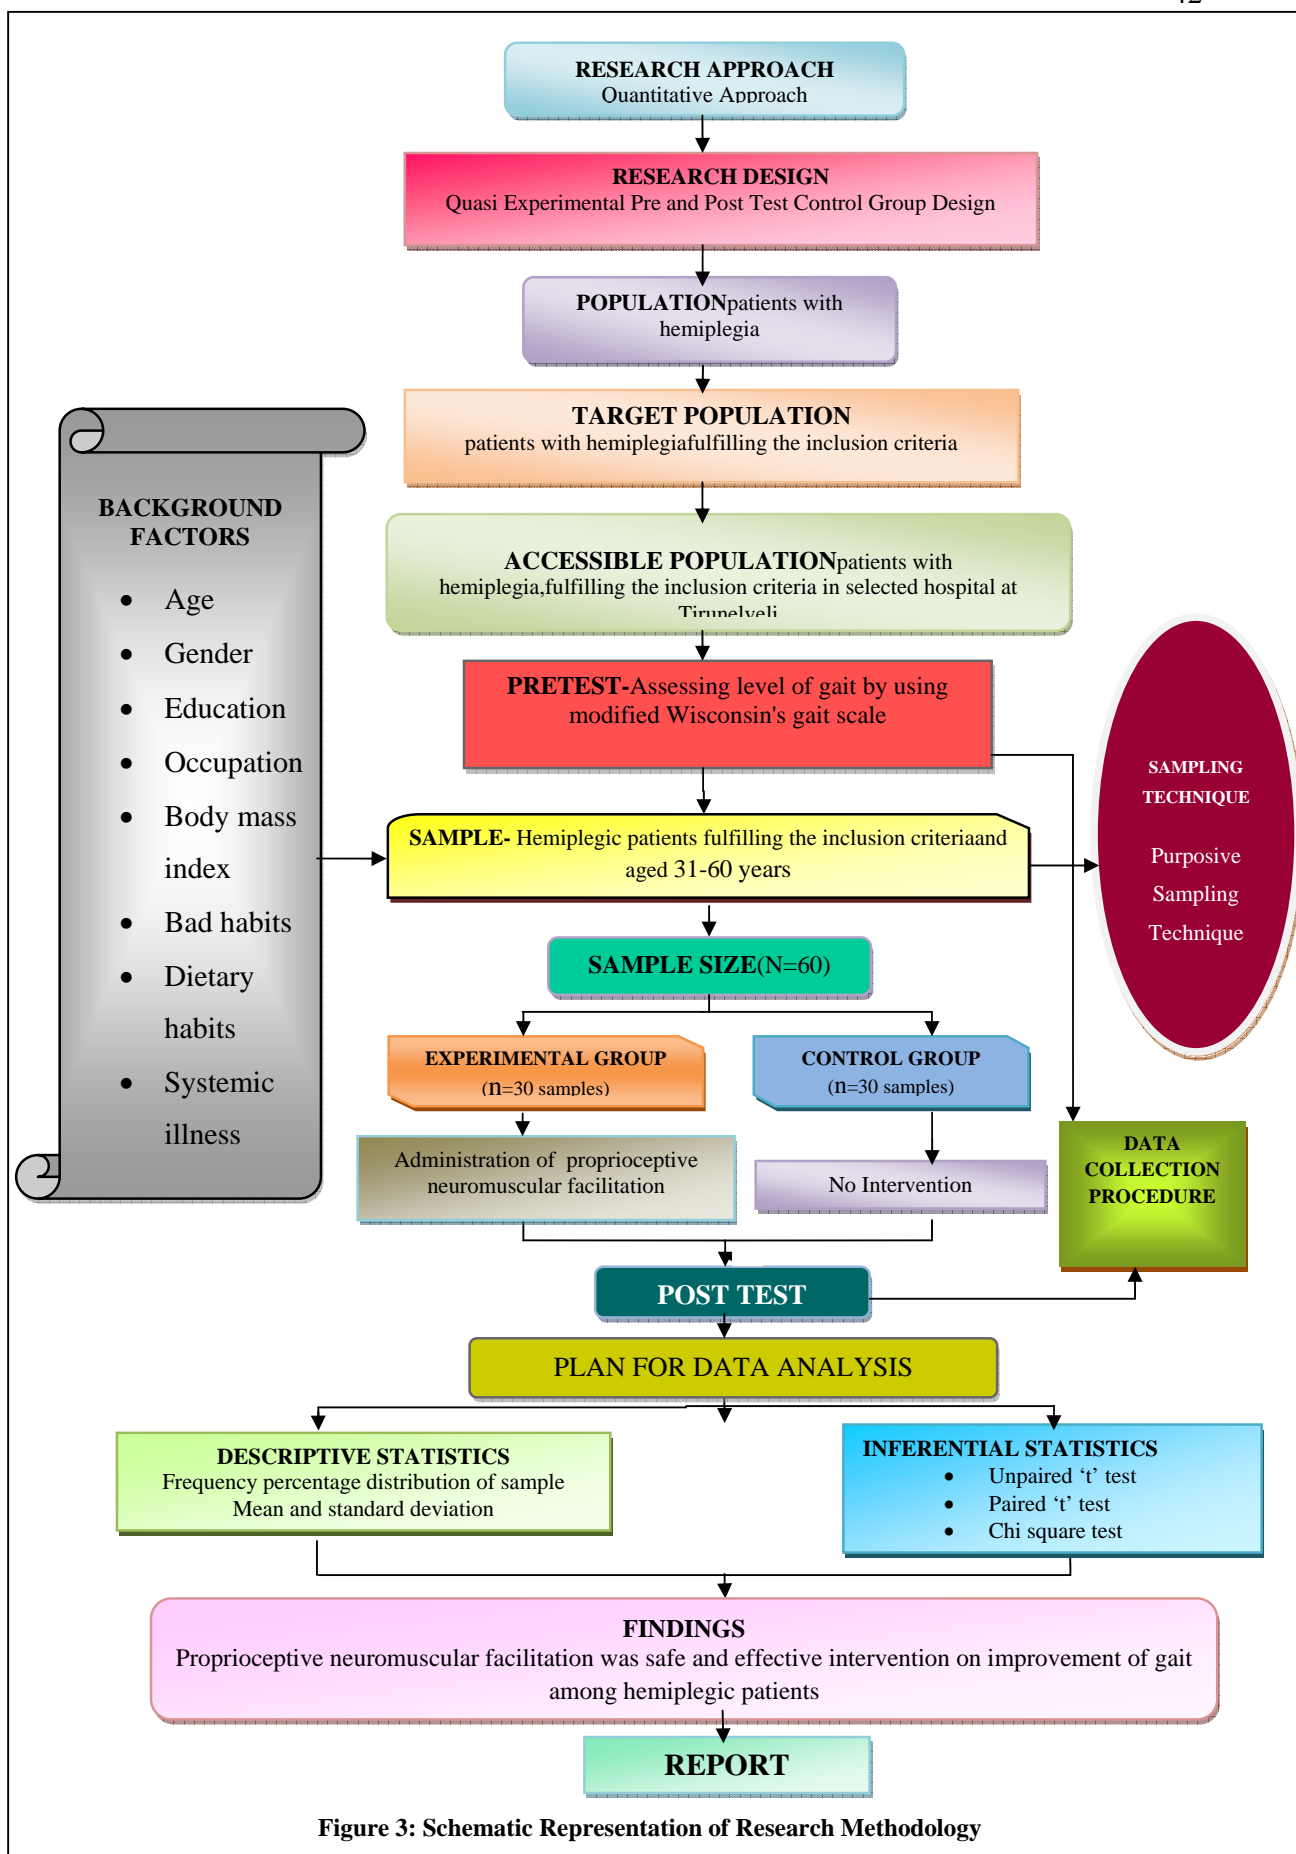 RESEARCH APPROACH
Quantitative Approach
RESEARCH DESIGN
Quasi Experimental Pre and Post Test Control Group Design
POPULATIONpatients with
hemiplegia
TARGET POPULATION
patients with hemiplegiafulfilling the inclusion criteria
ACCESSIBLE POPULATIONpatients with
hemiplegia,fulfilling the inclusion criteria in selected hospital at
Tirunelveli
BACKGROUND
FACTORS
• Age
• Gender
• Education
• Occupation
• Body mass
index
• Bad habits
• Dietary
habits
• Systemic
illness
PRETEST-Assessing level of gait by using
modified Wisconsin's gait scale
SAMPLE- Hemiplegic patients fulfilling the inclusion criteriaand
aged 31-60 years
SAMPLING
TECHNIQUE
Purposive
Sampling
Technique
SAMPLE SIZE(N=60)
EXPERIMENTAL GROUP
(n=30 samples)
CONTROL GROUP
(n=30 samples)
Administration of proprioceptive
neuromuscular facilitation
No Intervention
DATA
COLLECTION
PROCEDURE
POST TEST
PLAN FOR DATA ANALYSIS
DESCRIPTIVE STATISTICS
Frequency percentage distribution of sample
Mean and standard deviation
INFERENTIAL STATISTICS
• Unpaired ‘t’ test
• Paired ‘t’ test
• Chi square test
FINDINGS
Proprioceptive neuromuscular facilitation was safe and effective intervention on improvement of gait
among hemiplegic patients
REPORT
Figure 3: Schematic Representation of Research Methodology